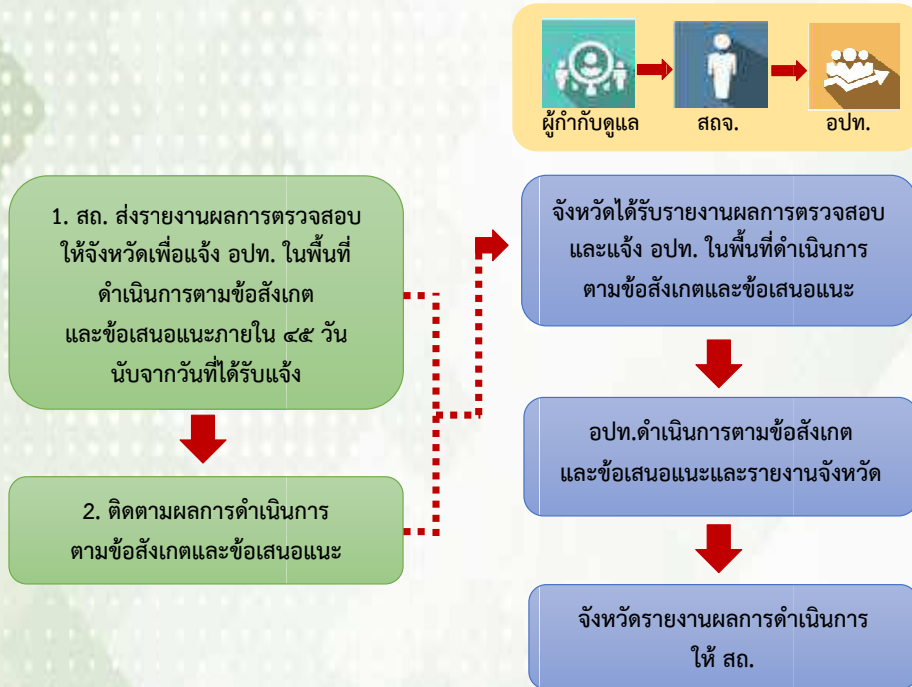 ผู้กำกับดูแล สถจ. อปท.
1. สถ. ส่งรายงานผลการตรวจสอบ
ให้จังหวัดเพื่อแจ้ง อปท. ในพื้นที่
ดำเนินการตามข้อสังเกต
และข้อเสนอแนะภายใน ๔๕ วัน
นับจากวันที่ได้รับแจ้ง
2. ติดตามผลการดำเนินการ
ตามข้อสังเกตและข้อเสนอแนะ
จังหวัดได้รับรายงานผลการตรวจสอบ
และแจ้ง อปท. ในพื้นที่ดำเนินการ
ตามข้อสังเกตและข้อเสนอแนะ
อปท.ดำเนินการตามข้อสังเกต
และข้อเสนอแนะและรายงานจังหวัด
จังหวัดรายงานผลการดำเนินการ
ให้ สถ.